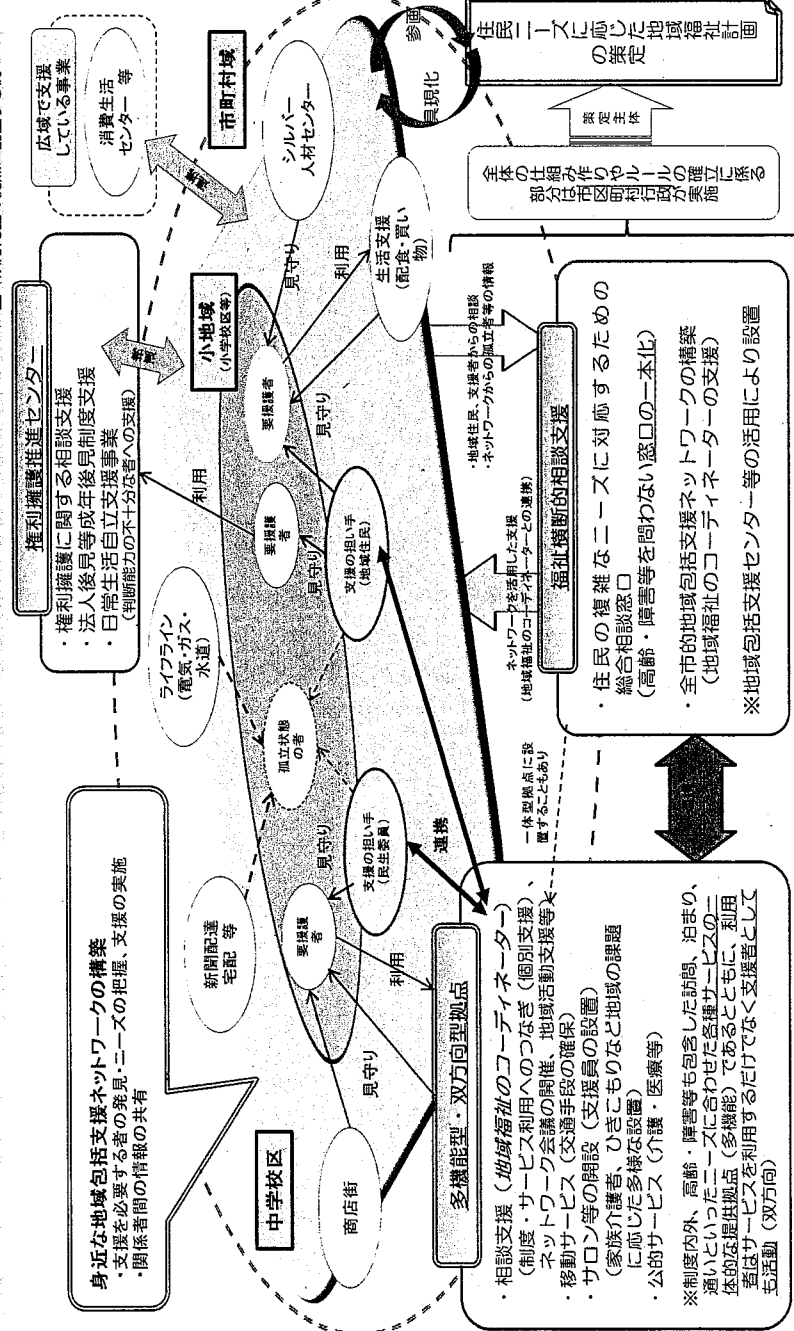 身近な地域包括支援ネットワークの構築
・支援を必要する者の発見・ニーズの把握、支援の実施
・関係者間の情報の共有
権利擁護推進センター
・権利擁護に関する相談支援
・法人後見等成年後見制度支援
・日常生活自立支援事業
(判断能力の不十分な者への支援)
広域で支援
している事業
消費生活
センター 等
連携
市町村域
中学校区
小地域
(小学校区等)
新聞配達
宅配 等
ライフライン
(電気・ガス・
水道)
シルバー
人材センター
商店街
要援護
者
孤立状態
の者
要援護
者
要援護者
支援の担い手
(民生委員)
支援の担い手
(地域住民)
生活支援
(配食・買い
物)
見守り
見守り
見守り
見守り
見守り
利用
利用
利用
連携
参画
具現化
住民ニーズに応じた地域福祉計画
の策定
策定主体
全体の仕組み作りやルールの確立に係る
部分は市区町村行政が実施
・地域住民、支援者からの相談
・ネットワークからの孤立者等の情報
ネットワークを活用した支援
(地域福祉のコーディネーターとの連携)
一体型拠点に設
置することもあり
多機能型・双方向型拠点
・相談支援（地域福祉のコーディネーター）
(制度・サービス利用へのつなぎ（個別支援）、
ネットワーク会議の開催、地域活動支援等)
・移動サービス（交通手段の確保）
・サロン等の開設（支援員の設置）
(家族介護者、ひきこもりなど地域の課題
に応じた多様な設置)
・公的サービス（介護・医療等）
※制度内外、高齢・障害等も包含した訪問、泊まり、
通いといったニーズに合わせた各種サービスの一
体的な提供拠点（多機能）であるとともに、利用
者はサービスを利用するだけでなく支援者として
も活動（双方向）
福祉横断的相談支援
・住民の複雑なニーズに対応するための
総合相談窓口
(高齢・障害等を問わない窓口の一本化)
・全市的地域包括支援ネットワークの構築
(地域福祉のコーディネーターの支援)
※地域包括支援センター等の活用により設置